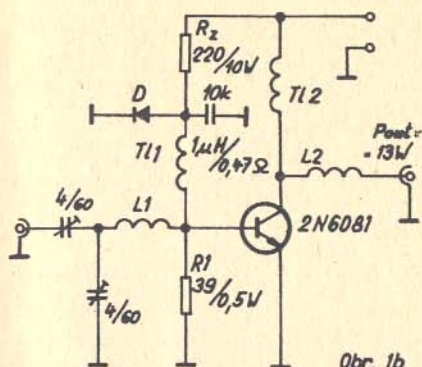 Rz
220/10W
D
10k
Tl2
Tl1
1µH/0,47Ω
Pout =
= 13W
L2
4/60
L1
2N6081
R1
39/0,5W
4/60
Obr. 1b